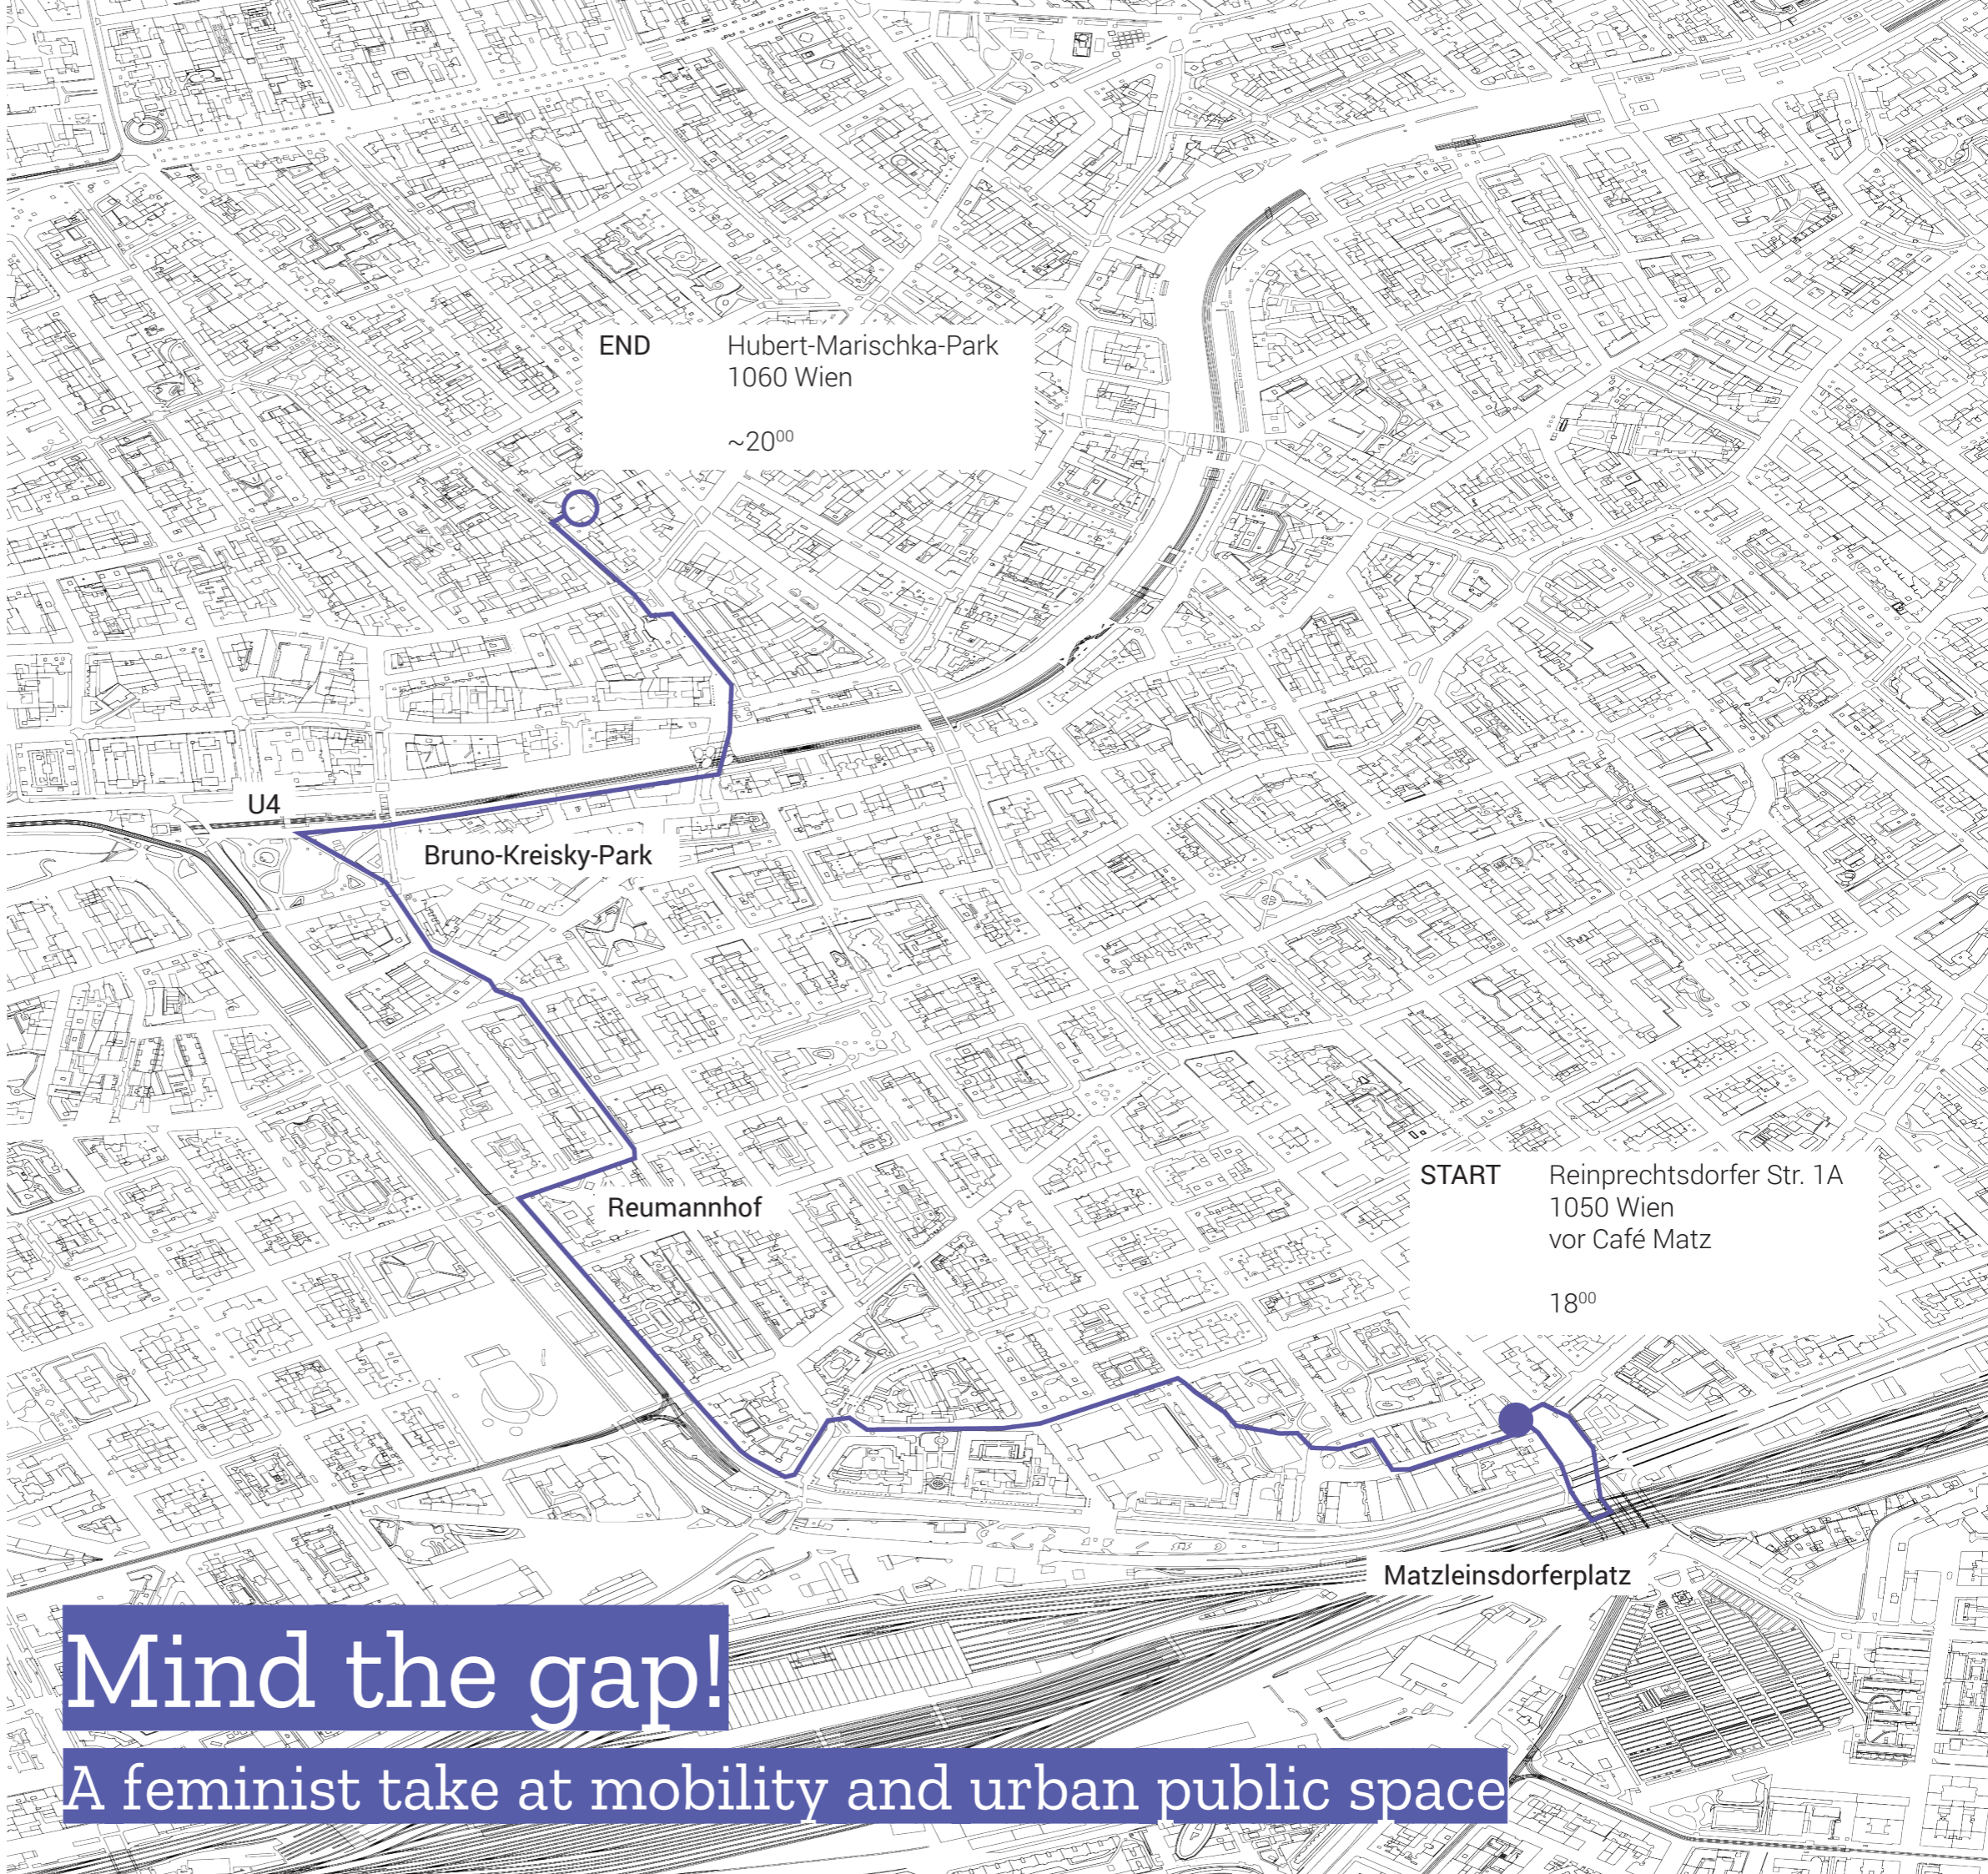 END
Hubert-Marischka-Park
1060 Wien
~20⁰⁰
U4
Bruno-Kreisky-Park
Reumannhof
START
Reinprechtsdorfer Str. 1A
1050 Wien
vor Café Matz
18⁰⁰
Matzleinsdorferplatz
Mind the gap!
A feminist take at mobility and urban public space